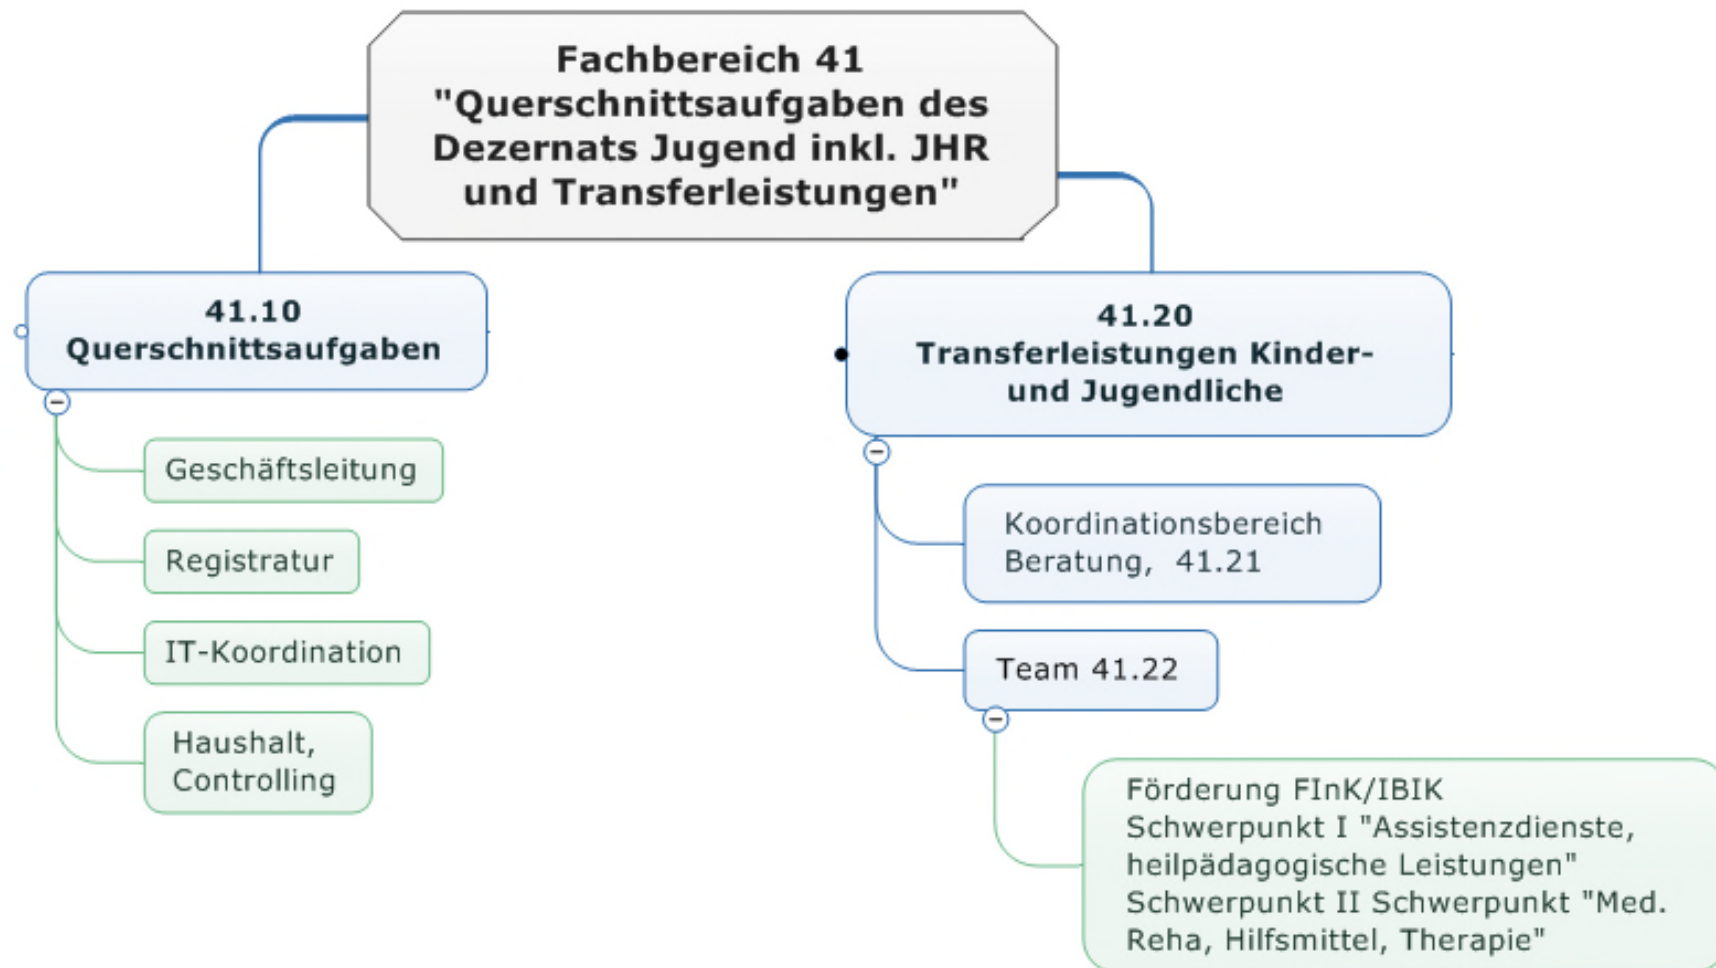 Fachbereich 41
"Querschnittsaufgaben des
Dezernats Jugend inkl. JHR
und Transferleistungen"
41.10
Querschnittsaufgaben
Geschäftsleitung
Registratur
IT-Koordination
Haushalt,
Controlling
41.20
Transferleistungen Kinder-
und Jugendliche
Koordinationsbereich
Beratung,  41.21
Team 41.22
Förderung FInK/IBIK
Schwerpunkt I "Assistenzdienste,
heilpädagogische Leistungen"
Schwerpunkt II Schwerpunkt "Med.
Reha, Hilfsmittel, Therapie"